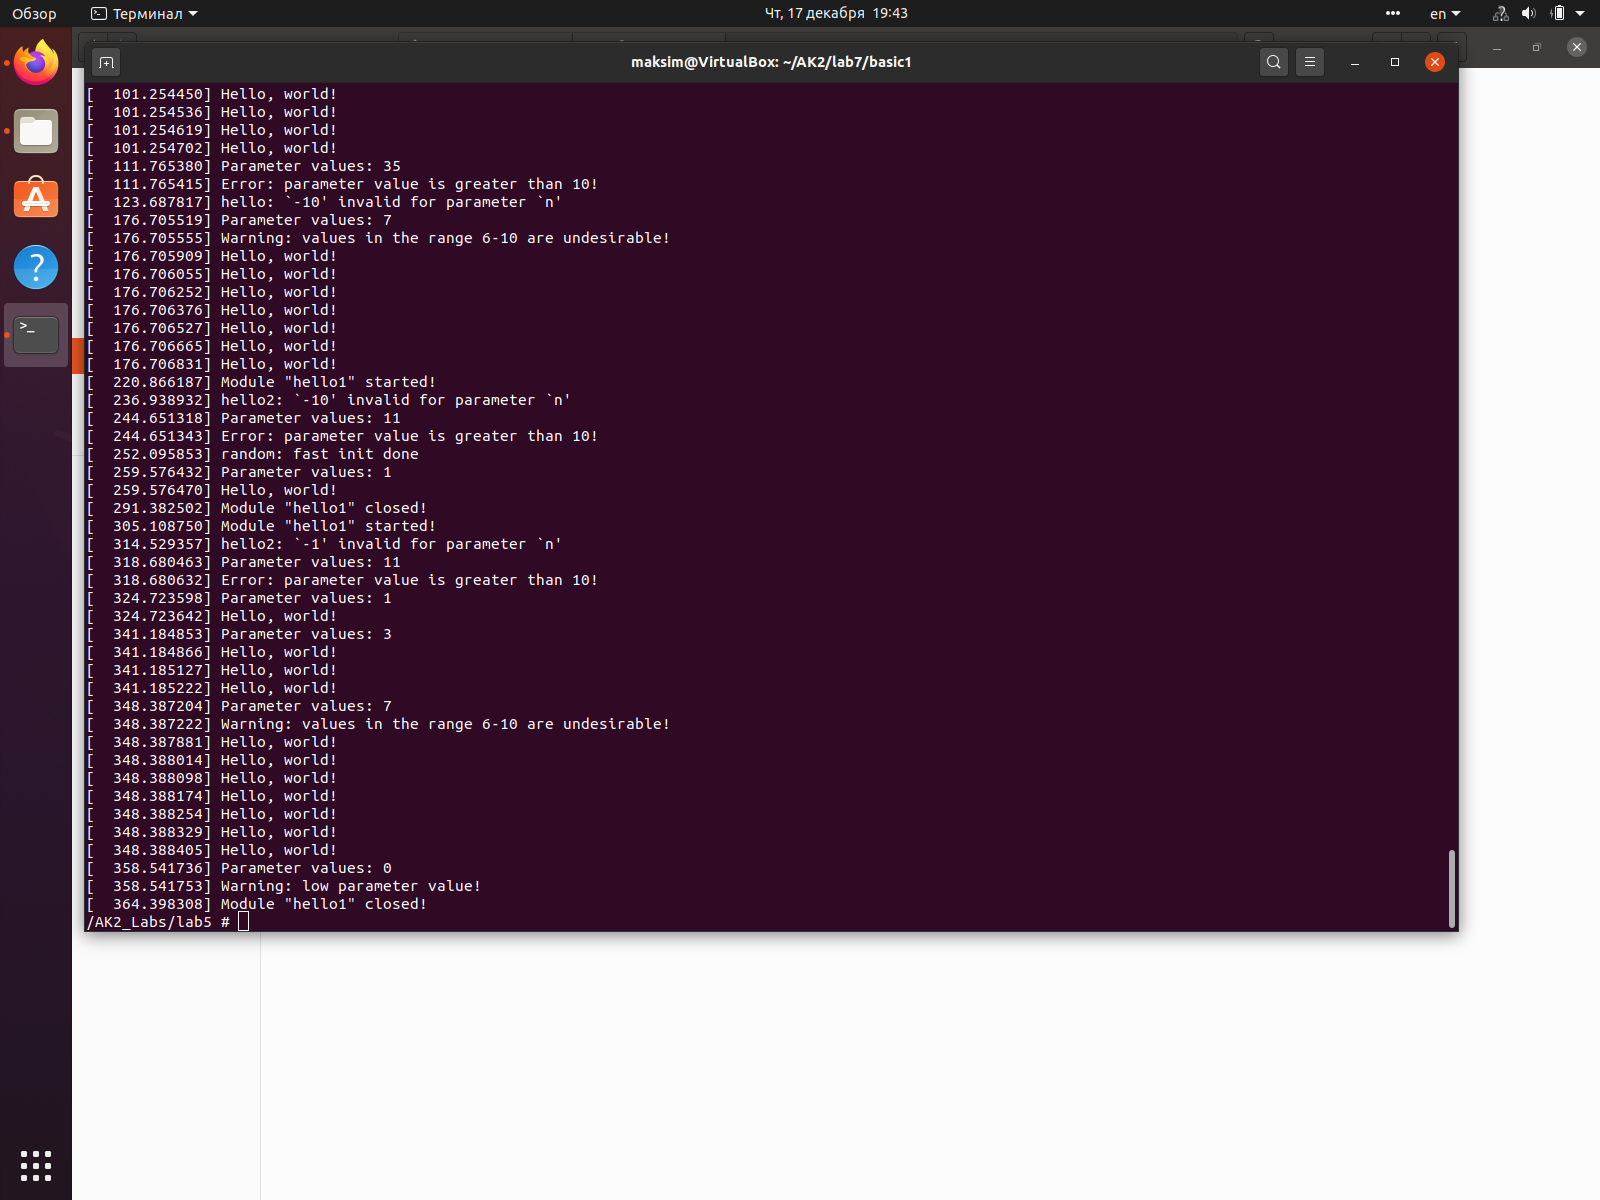 Обзор
Терминал
Чт, 17 декабря 19:43
en
maksim@VirtualBox: ~/AK2/lab7/basic1
[  101.254450] Hello, world!
[  101.254536] Hello, world!
[  101.254619] Hello, world!
[  101.254702] Hello, world!
[  111.765380] Parameter values: 35
[  111.765415] Error: parameter value is greater than 10!
[  123.687817] hello: `-10' invalid for parameter `n'
[  176.705519] Parameter values: 7
[  176.705555] Warning: values in the range 6-10 are undesirable!
[  176.705909] Hello, world!
[  176.706055] Hello, world!
[  176.706252] Hello, world!
[  176.706376] Hello, world!
[  176.706527] Hello, world!
[  176.706665] Hello, world!
[  176.706831] Hello, world!
[  220.866187] Module "hello1" started!
[  236.938932] hello2: `-10' invalid for parameter `n'
[  244.651318] Parameter values: 11
[  244.651343] Error: parameter value is greater than 10!
[  252.095853] random: fast init done
[  259.576432] Parameter values: 1
[  259.576470] Hello, world!
[  291.382502] Module "hello1" closed!
[  305.108750] Module "hello1" started!
[  314.529357] hello2: `-1' invalid for parameter `n'
[  318.680463] Parameter values: 11
[  318.680632] Error: parameter value is greater than 10!
[  324.723598] Parameter values: 1
[  324.723642] Hello, world!
[  341.184853] Parameter values: 3
[  341.184866] Hello, world!
[  341.185127] Hello, world!
[  341.185222] Hello, world!
[  348.387204] Parameter values: 7
[  348.387222] Warning: values in the range 6-10 are undesirable!
[  348.387881] Hello, world!
[  348.388014] Hello, world!
[  348.388098] Hello, world!
[  348.388174] Hello, world!
[  348.388254] Hello, world!
[  348.388329] Hello, world!
[  348.388405] Hello, world!
[  358.541736] Parameter values: 0
[  358.541753] Warning: low parameter value!
[  364.398308] Module "hello1" closed!
/AK2_Labs/lab5 #